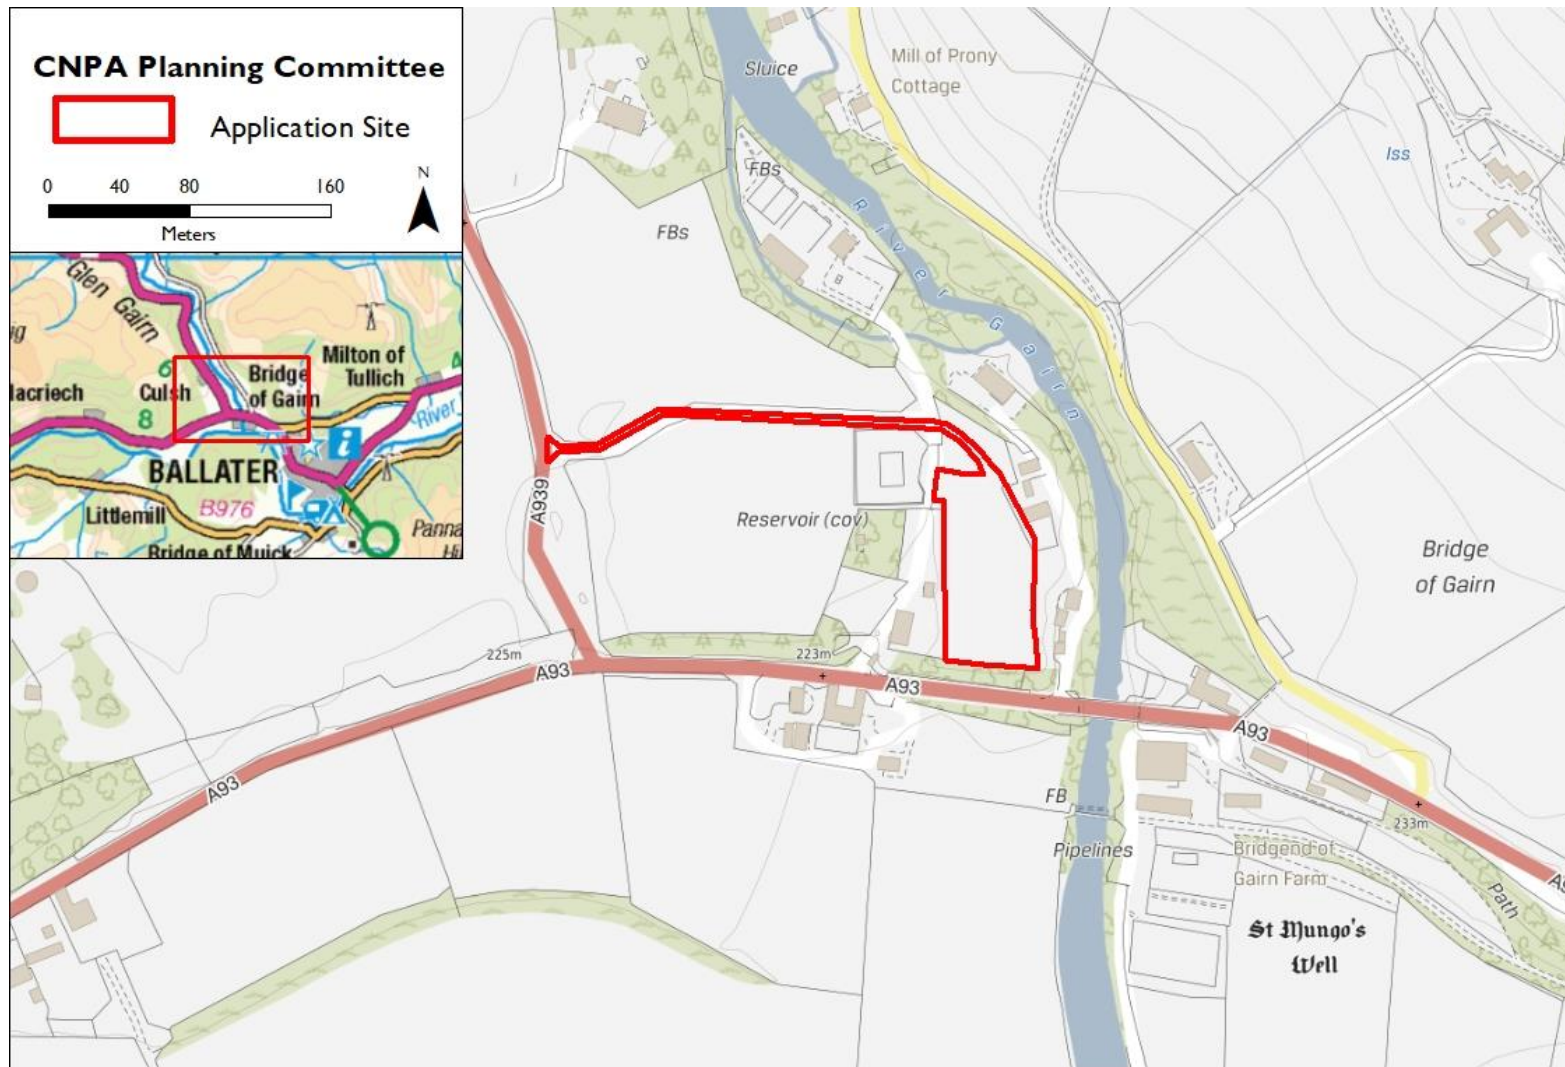 CNPA Planning Committee
Application Site
0 40 80 160
Meters
N
Glen Gairn
ig
Milton of
Tullich
Bridge
of Gairn
6
Culsh
lacriech
8
4
River
BALLATER
i
B976
Littlemill
Bridge of Muick
Panna
Hi
Sluice
Mill of Prony
Cottage
Iss
FBs
FBs
River Gairn
A939
Reservoir (cov)
Bridge
of Gairn
225m
223m
A93
A93
A93
A93
FB
233m
Pipelines
Bridgend of
Gairn Farm
Path
St Mungo's
Well